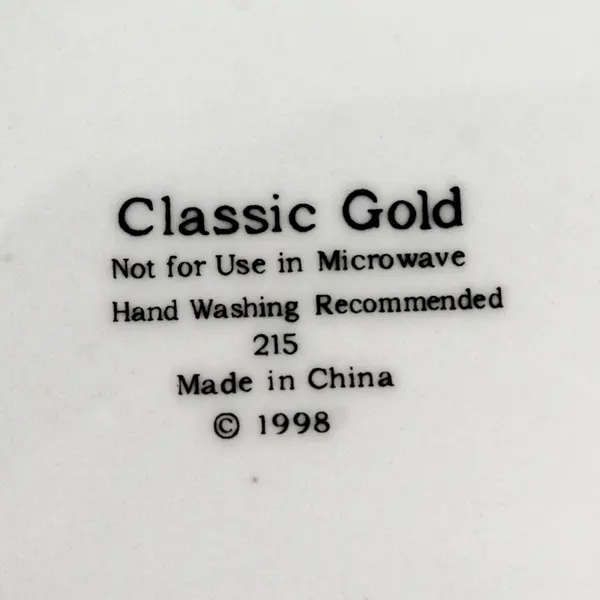 Classic Gold
Not for Use in Microwave
Hand Washing Recommended
215
Made in China
© 1998